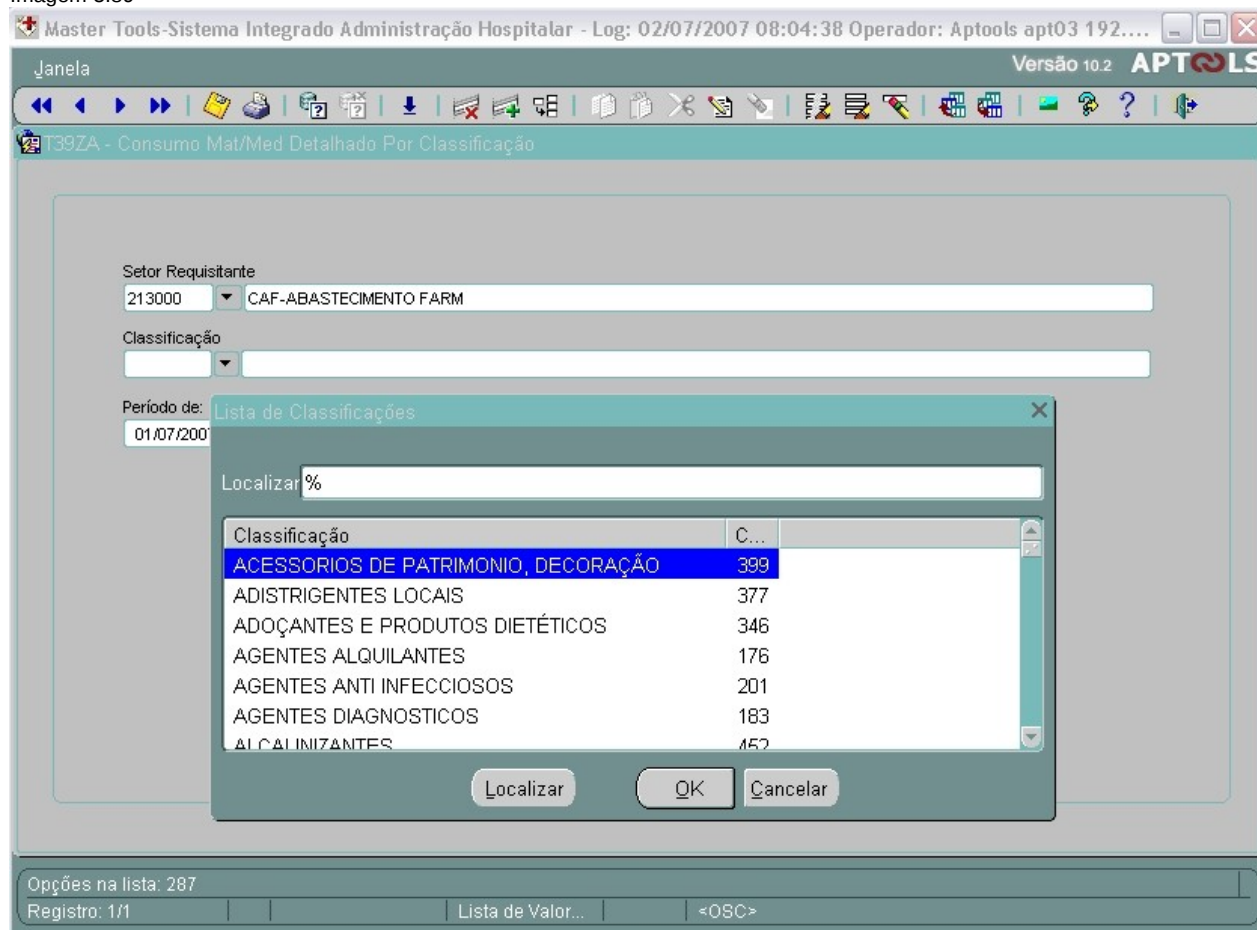 Master Tools-Sistema Integrado Administração Hospitalar - Log: 02/07/2007 08:04:38 Operador: Aptools apt03 192....
Janela
Versão 10.2 APTOOLS
T39ZA - Consumo Mat/Med Detalhado Por Classificação
Setor Requisitante
213000 CAF-ABASTECIMENTO FARM
Classificação
Período de:
01/07/200
Lista de Classificações
Localizar %
Classificação C...
ACESSORIOS DE PATRIMONIO, DECORAÇÃO 399
ADISTRIGENTES LOCAIS 377
ADOÇANTES E PRODUTOS DIETÉTICOS 346
AGENTES ALQUILANTES 176
AGENTES ANTI INFECCIOSOS 201
AGENTES DIAGNOSTICOS 183
ALCALINIZANTES 452
Localizar OK Cancelar
Opções na lista: 287
Registro: 1/1 Lista de Valor... <OSC>